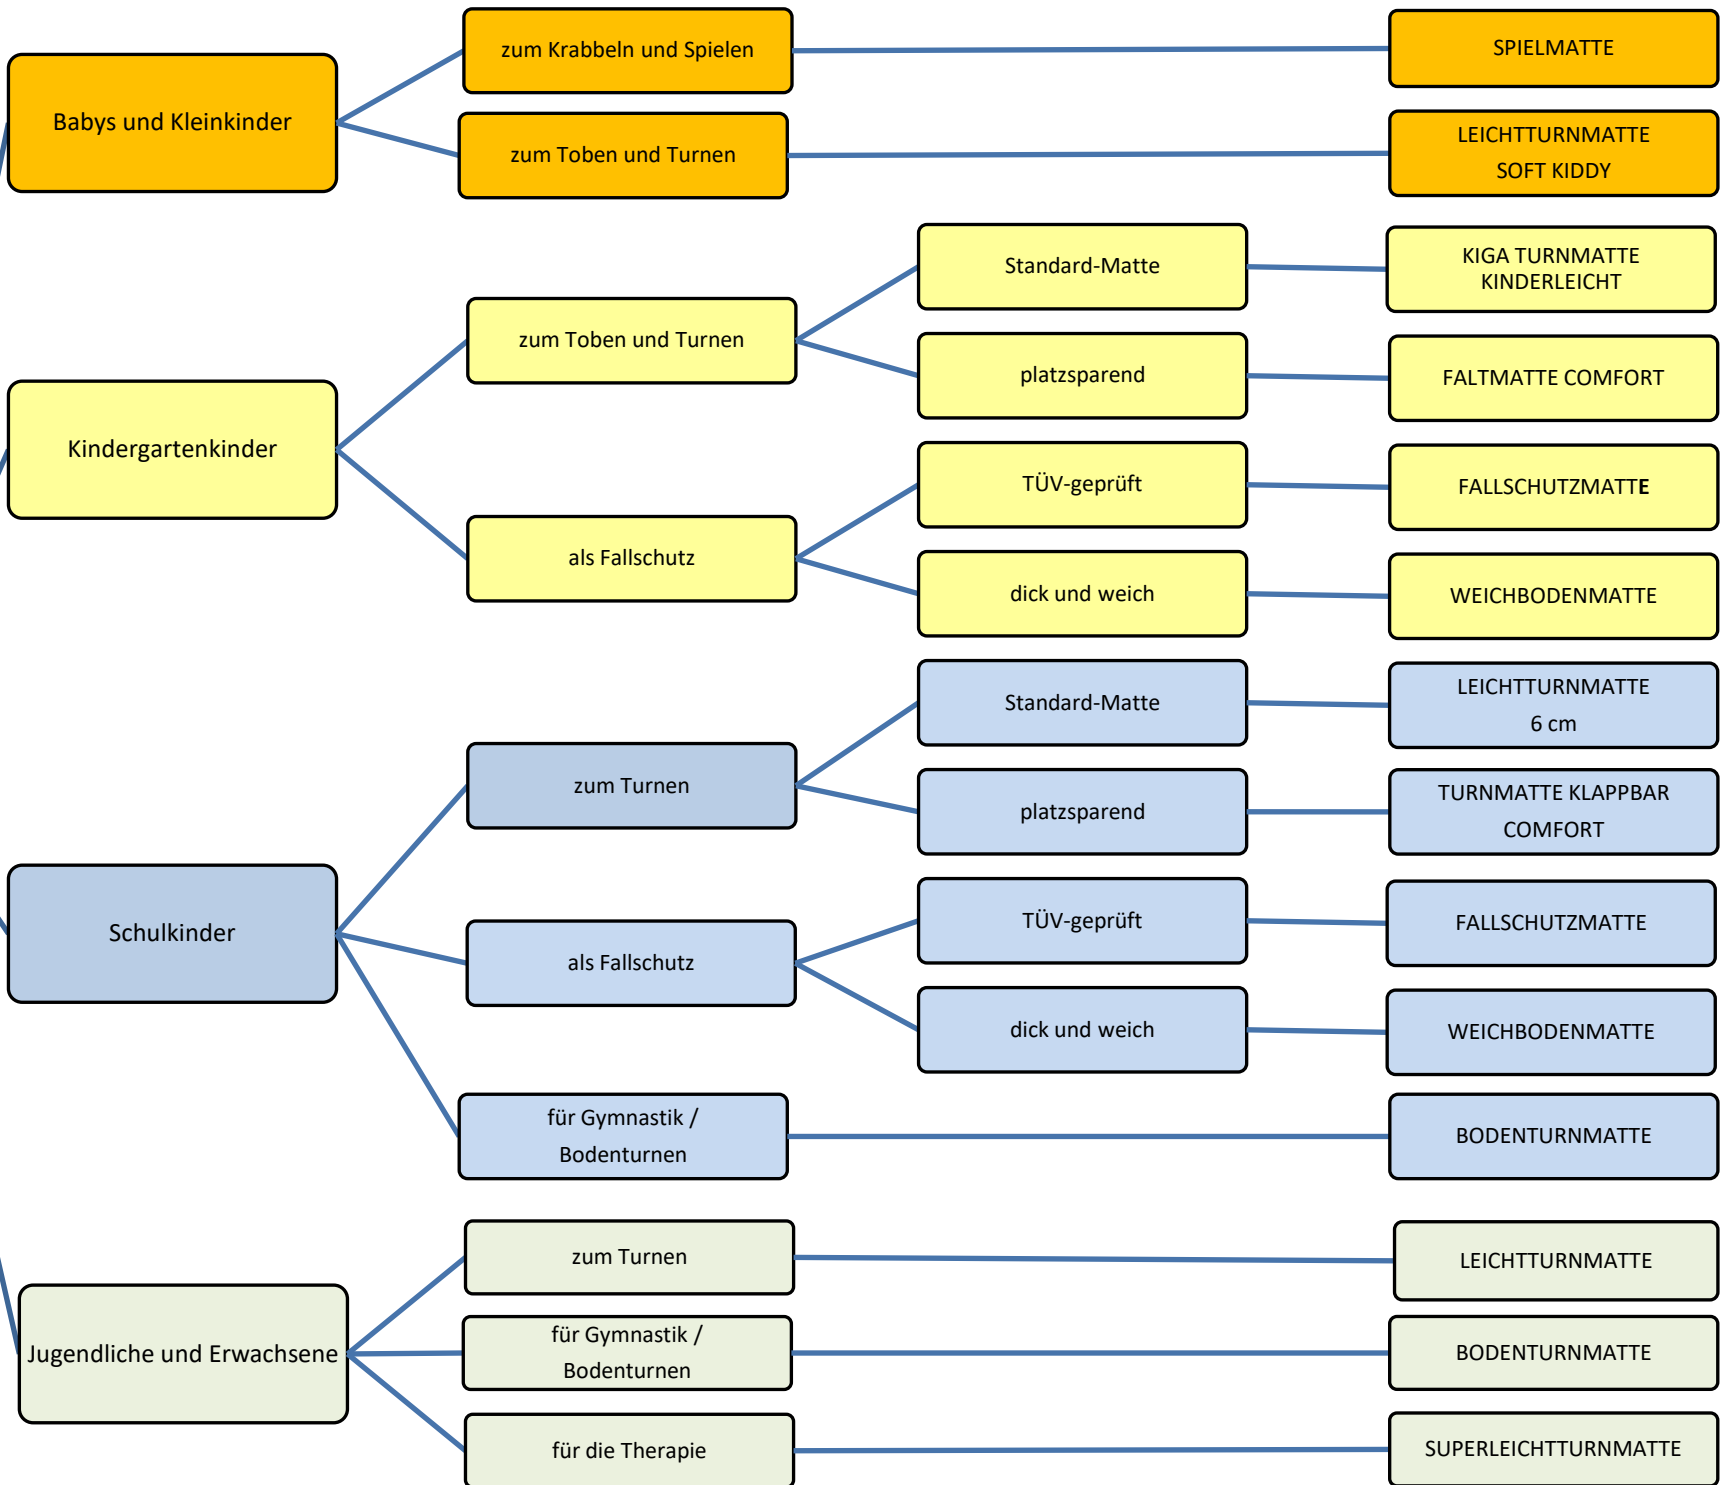 Babys und Kleinkinder
zum Krabbeln und Spielen
SPIELMATTE
zum Toben und Turnen
LEICHTTURNMATTE
SOFT KIDDY
Kindergartenkinder
zum Toben und Turnen
Standard-Matte
KIGA TURNMATTE
KINDERLEICHT
platzsparend
FALTMATTE COMFORT
als Fallschutz
TÜV-geprüft
FALLSCHUTZMATTE
dick und weich
WEICHBODENMATTE
Schulkinder
zum Turnen
Standard-Matte
LEICHTTURNMATTE
6 cm
platzsparend
TURNMATTE KLAPPBAR
COMFORT
als Fallschutz
TÜV-geprüft
FALLSCHUTZMATTE
dick und weich
WEICHBODENMATTE
für Gymnastik /
Bodenturnen
BODENTURNMATTE
Jugendliche und Erwachsene
zum Turnen
LEICHTTURNMATTE
für Gymnastik /
Bodenturnen
BODENTURNMATTE
für die Therapie
SUPERLEICHTTURNMATTE